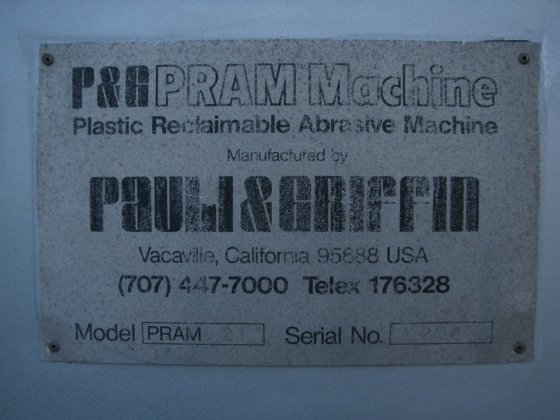 P&G PRAM Machine
Plastic Reclaimable Abrasive Machine
Manufactured by
PAULI & GRIFFIN
Vacaville, California 95688 USA
(707) 447-7000 Telex 176328
Model PRAM 21 Serial No.